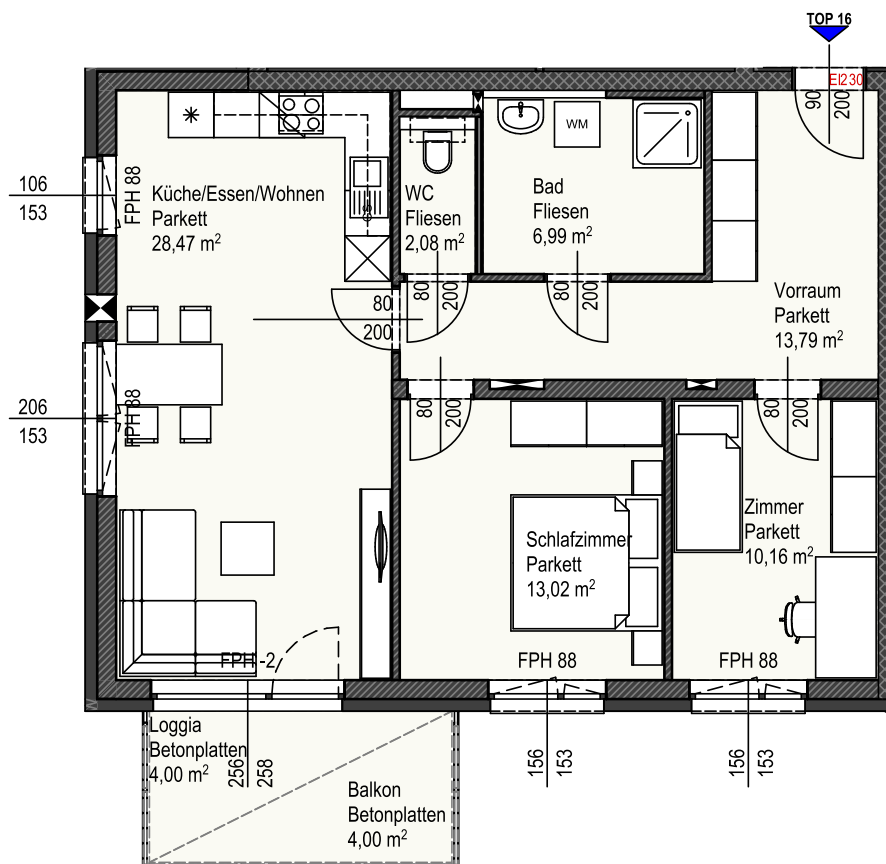 TOP 16
EI230
90
200
106
153
FPH 88
Küche/Essen/Wohnen
Parkett
28,47 m²
WC
Fliesen
2,08 m²
WM
Bad
Fliesen
6,99 m²
80
200
80
200
80
200
Vorraum
Parkett
13,79 m²
206
153
FPH 88
80
200
80
200
Schlafzimmer
Parkett
13,02 m²
Zimmer
Parkett
10,16 m²
FPH -2
FPH 88
FPH 88
Loggia
Betonplatten
4,00 m²
256
258
156
153
156
153
Balkon
Betonplatten
4,00 m²